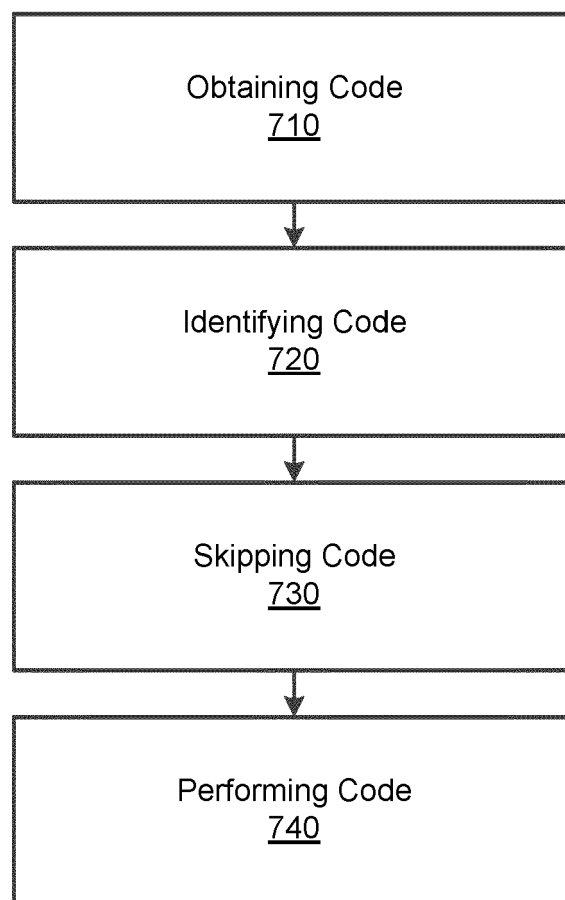 Obtaining Code
710
Identifying Code
720
Skipping Code
730
Performing Code
740